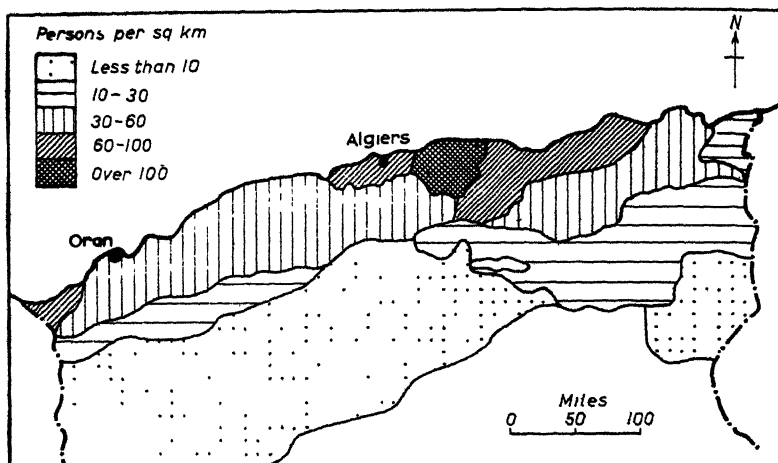 Persons per sq km
Less than 10
10-30
30-60
60-100
Over 100
N
Algiers
Oran
Miles
0 50 100